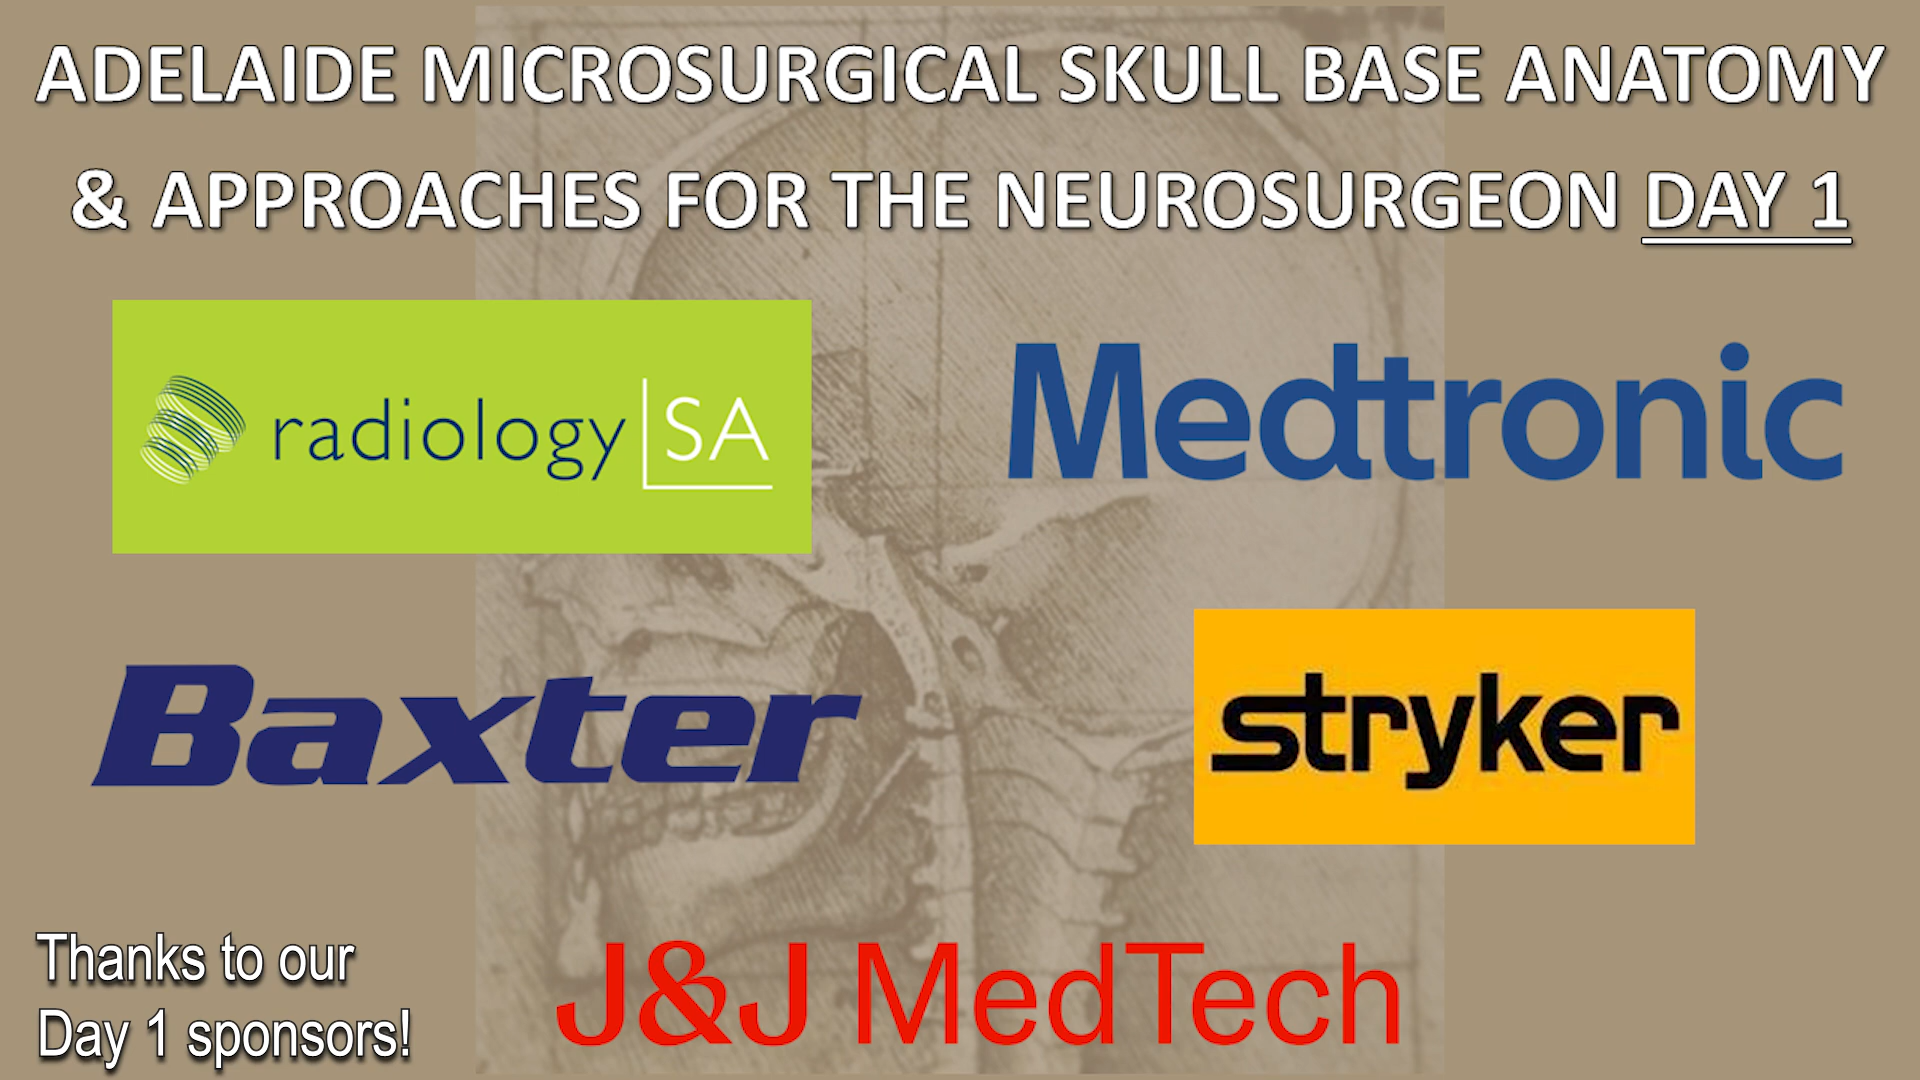 ADELAIDE MICROSURGICAL SKULL BASE ANATOMY
& APPROACHES FOR THE NEUROSURGEON DAY 1
radiology SA
Medtronic
Baxter
stryker
Thanks to our
Day 1 sponsors!
J&J MedTech